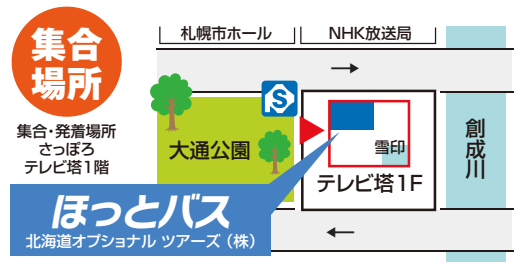 集合
場所
集合・発着場所
さっぽろ
テレビ塔1階
札幌市ホール
NHK放送局
S
大通公園
雪印
テレビ塔1F
創成川
ほっとバス
北海道オプショナル ツアーズ(株)